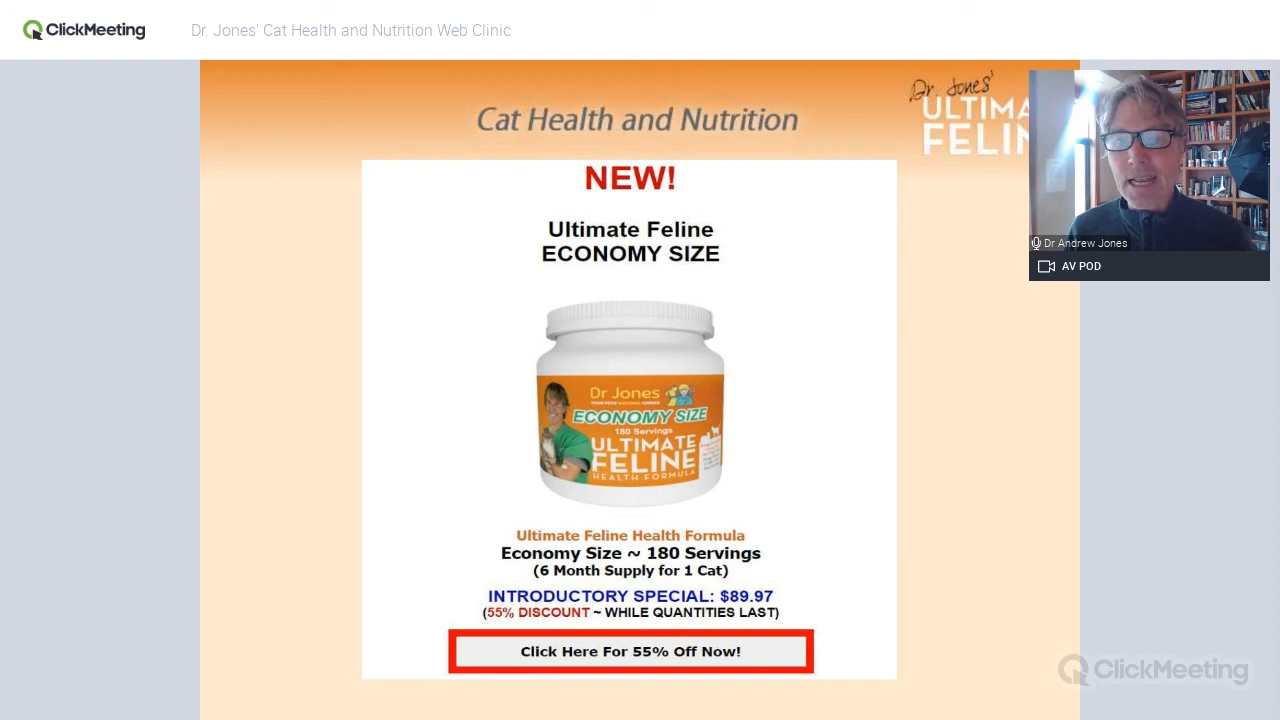 ClickMeeting
Dr. Jones' Cat Health and Nutrition Web Clinic
Dr. Jones'
ULTIMA
FELIN
Cat Health and Nutrition
NEW!
Ultimate Feline
ECONOMY SIZE
Dr Jones
ECONOMY SIZE
180 Servings
ULTIMATE
FELINE
HEALTH FORMULA
Ultimate Feline Health Formula
Economy Size ~ 180 Servings
(6 Month Supply for 1 Cat)
INTRODUCTORY SPECIAL: $89.97
(55% DISCOUNT ~ WHILE QUANTITIES LAST)
Click Here For 55% Off Now!
Dr Andrew Jones
AV POD
ClickMeeting